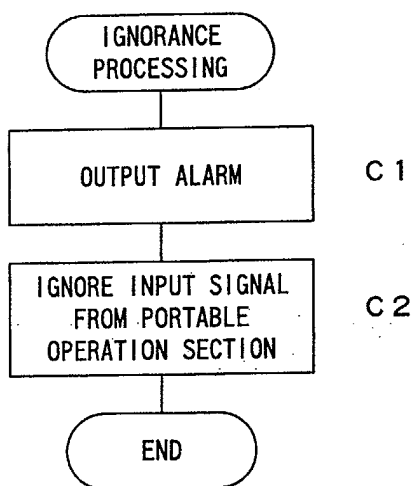 IGNORANCE
PROCESSING
OUTPUT ALARM
C1
IGNORE INPUT SIGNAL
FROM PORTABLE
OPERATION SECTION
C2
END